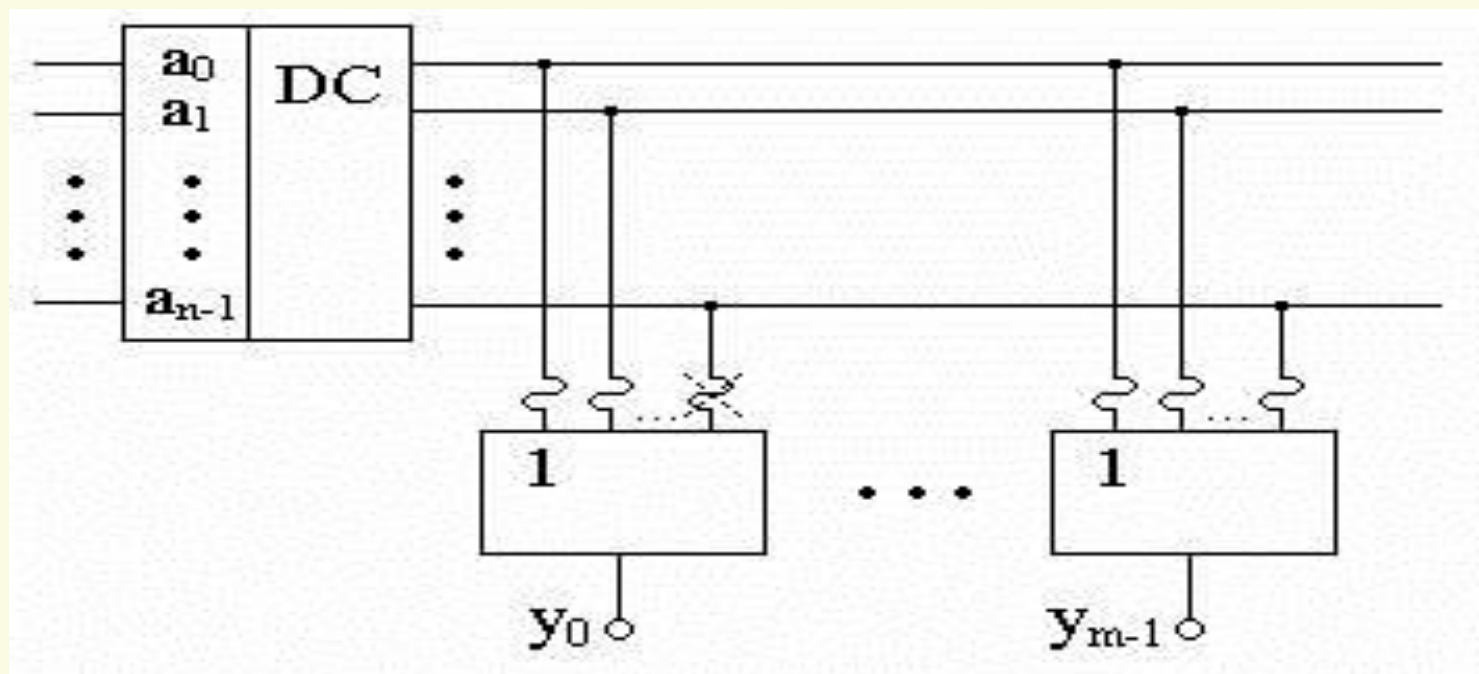 a₀ DC
a₁
aₙ₋₁
1 1
y₀ yₘ₋₁